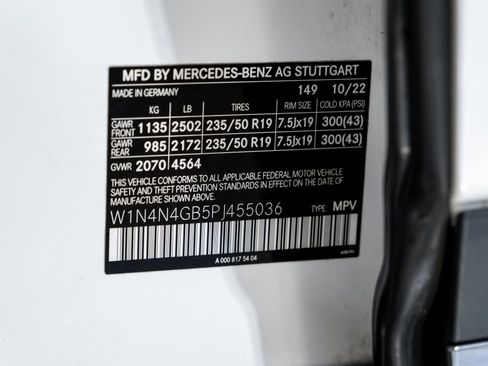 MFD BY MERCEDES-BENZ AG STUTTGART
MADE IN GERMANY 149 10/22
KG LB TIRES RIM SIZE COLD KPA (PSI)
GAWR FRONT 1135 2502 235/50 R19 7.5Jx19 300(43)
GAWR REAR 985 2172 235/50 R19 7.5Jx19 300(43)
GVWR 2070 4564
THIS VEHICLE CONFORMS TO ALL APPLICABLE FEDERAL MOTOR VEHICLE
SAFETY AND THEFT PREVENTION STANDARDS IN EFFECT ON THE DATE OF
MANUFACTURE SHOWN ABOVE.
W1N4N4GB5PJ455036 TYPE: MPV
A 000 817 54 04